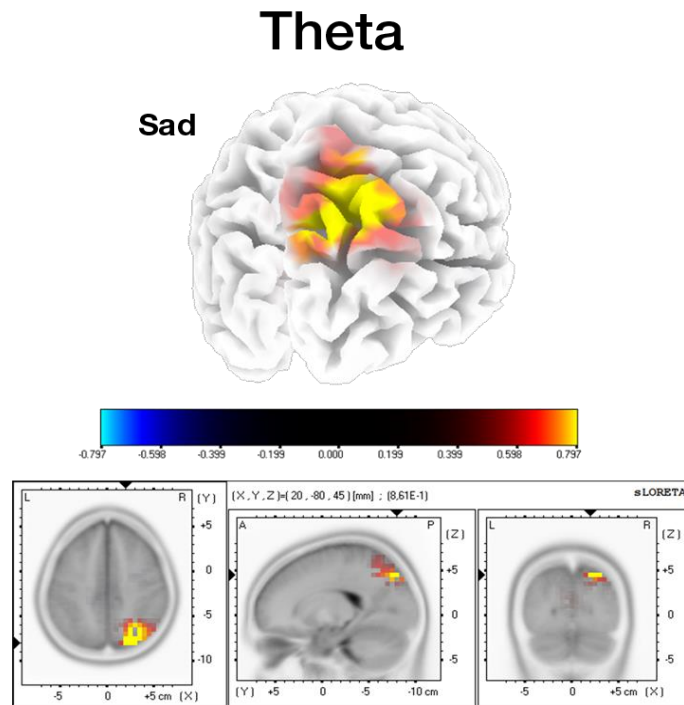 Theta
Sad
-0.797 -0.598 -0.399 -0.199 0.000 0.199 0.399 0.598 0.797
(X,Y,Z)=(20,-80,45)[mm] ; (8,61E-1) sLORETA
L R (Y)
+5
0
-5
-10
-5 0 +5 cm (X)
A P (Z)
+5
0
-5
(Y) +5 0 -5 -10 cm
L R (Z)
+5
0
-5
-5 0 +5 cm (X)